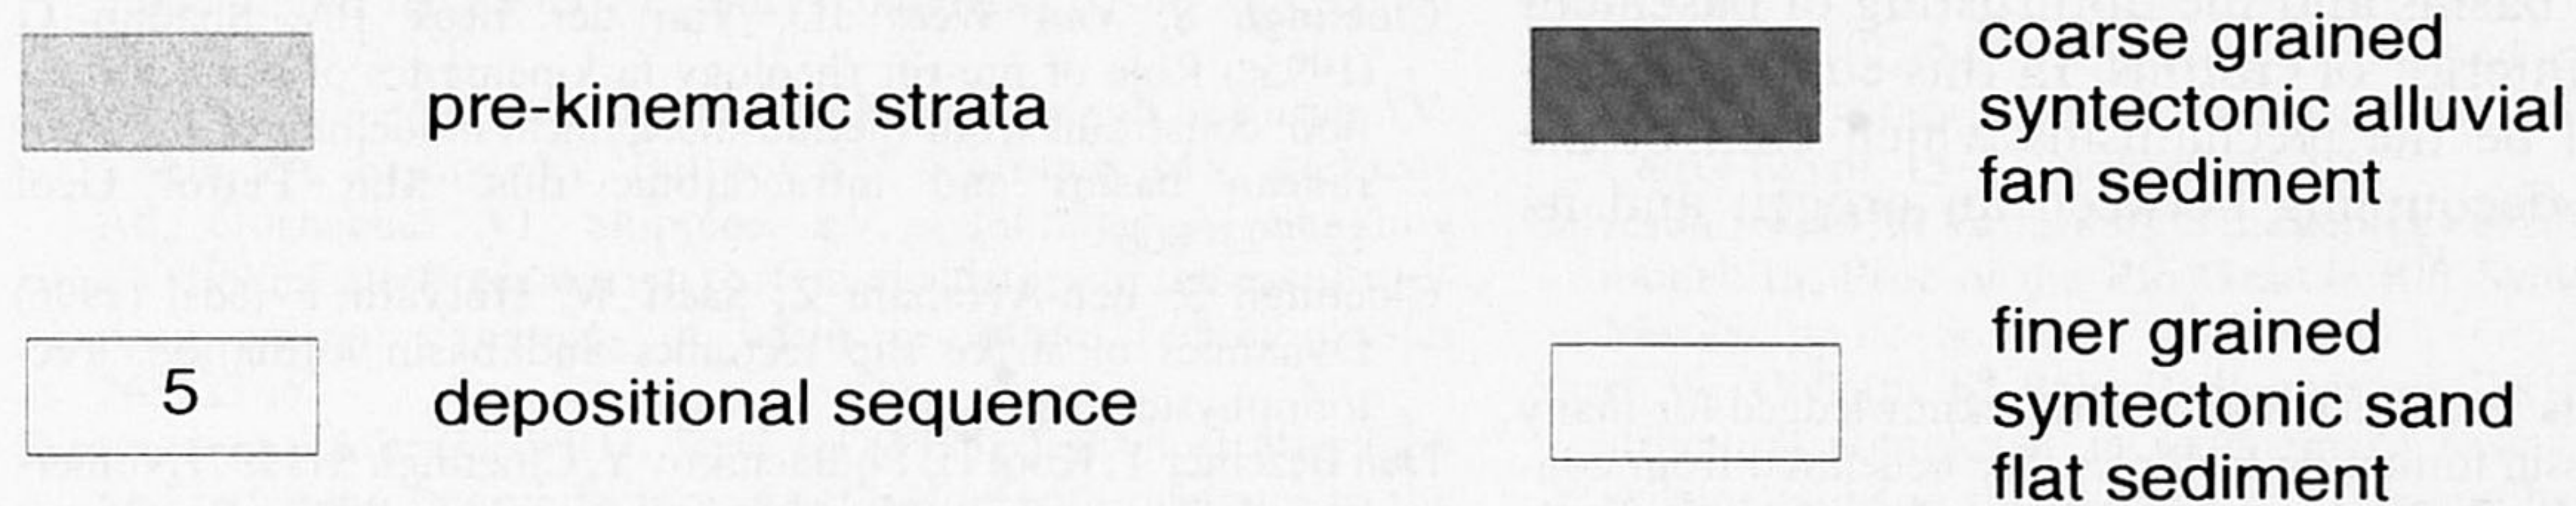 pre-kinematic strata
5
depositional sequence
coarse grained
syntectonic alluvial
fan sediment
finer grained
syntectonic sand
flat sediment